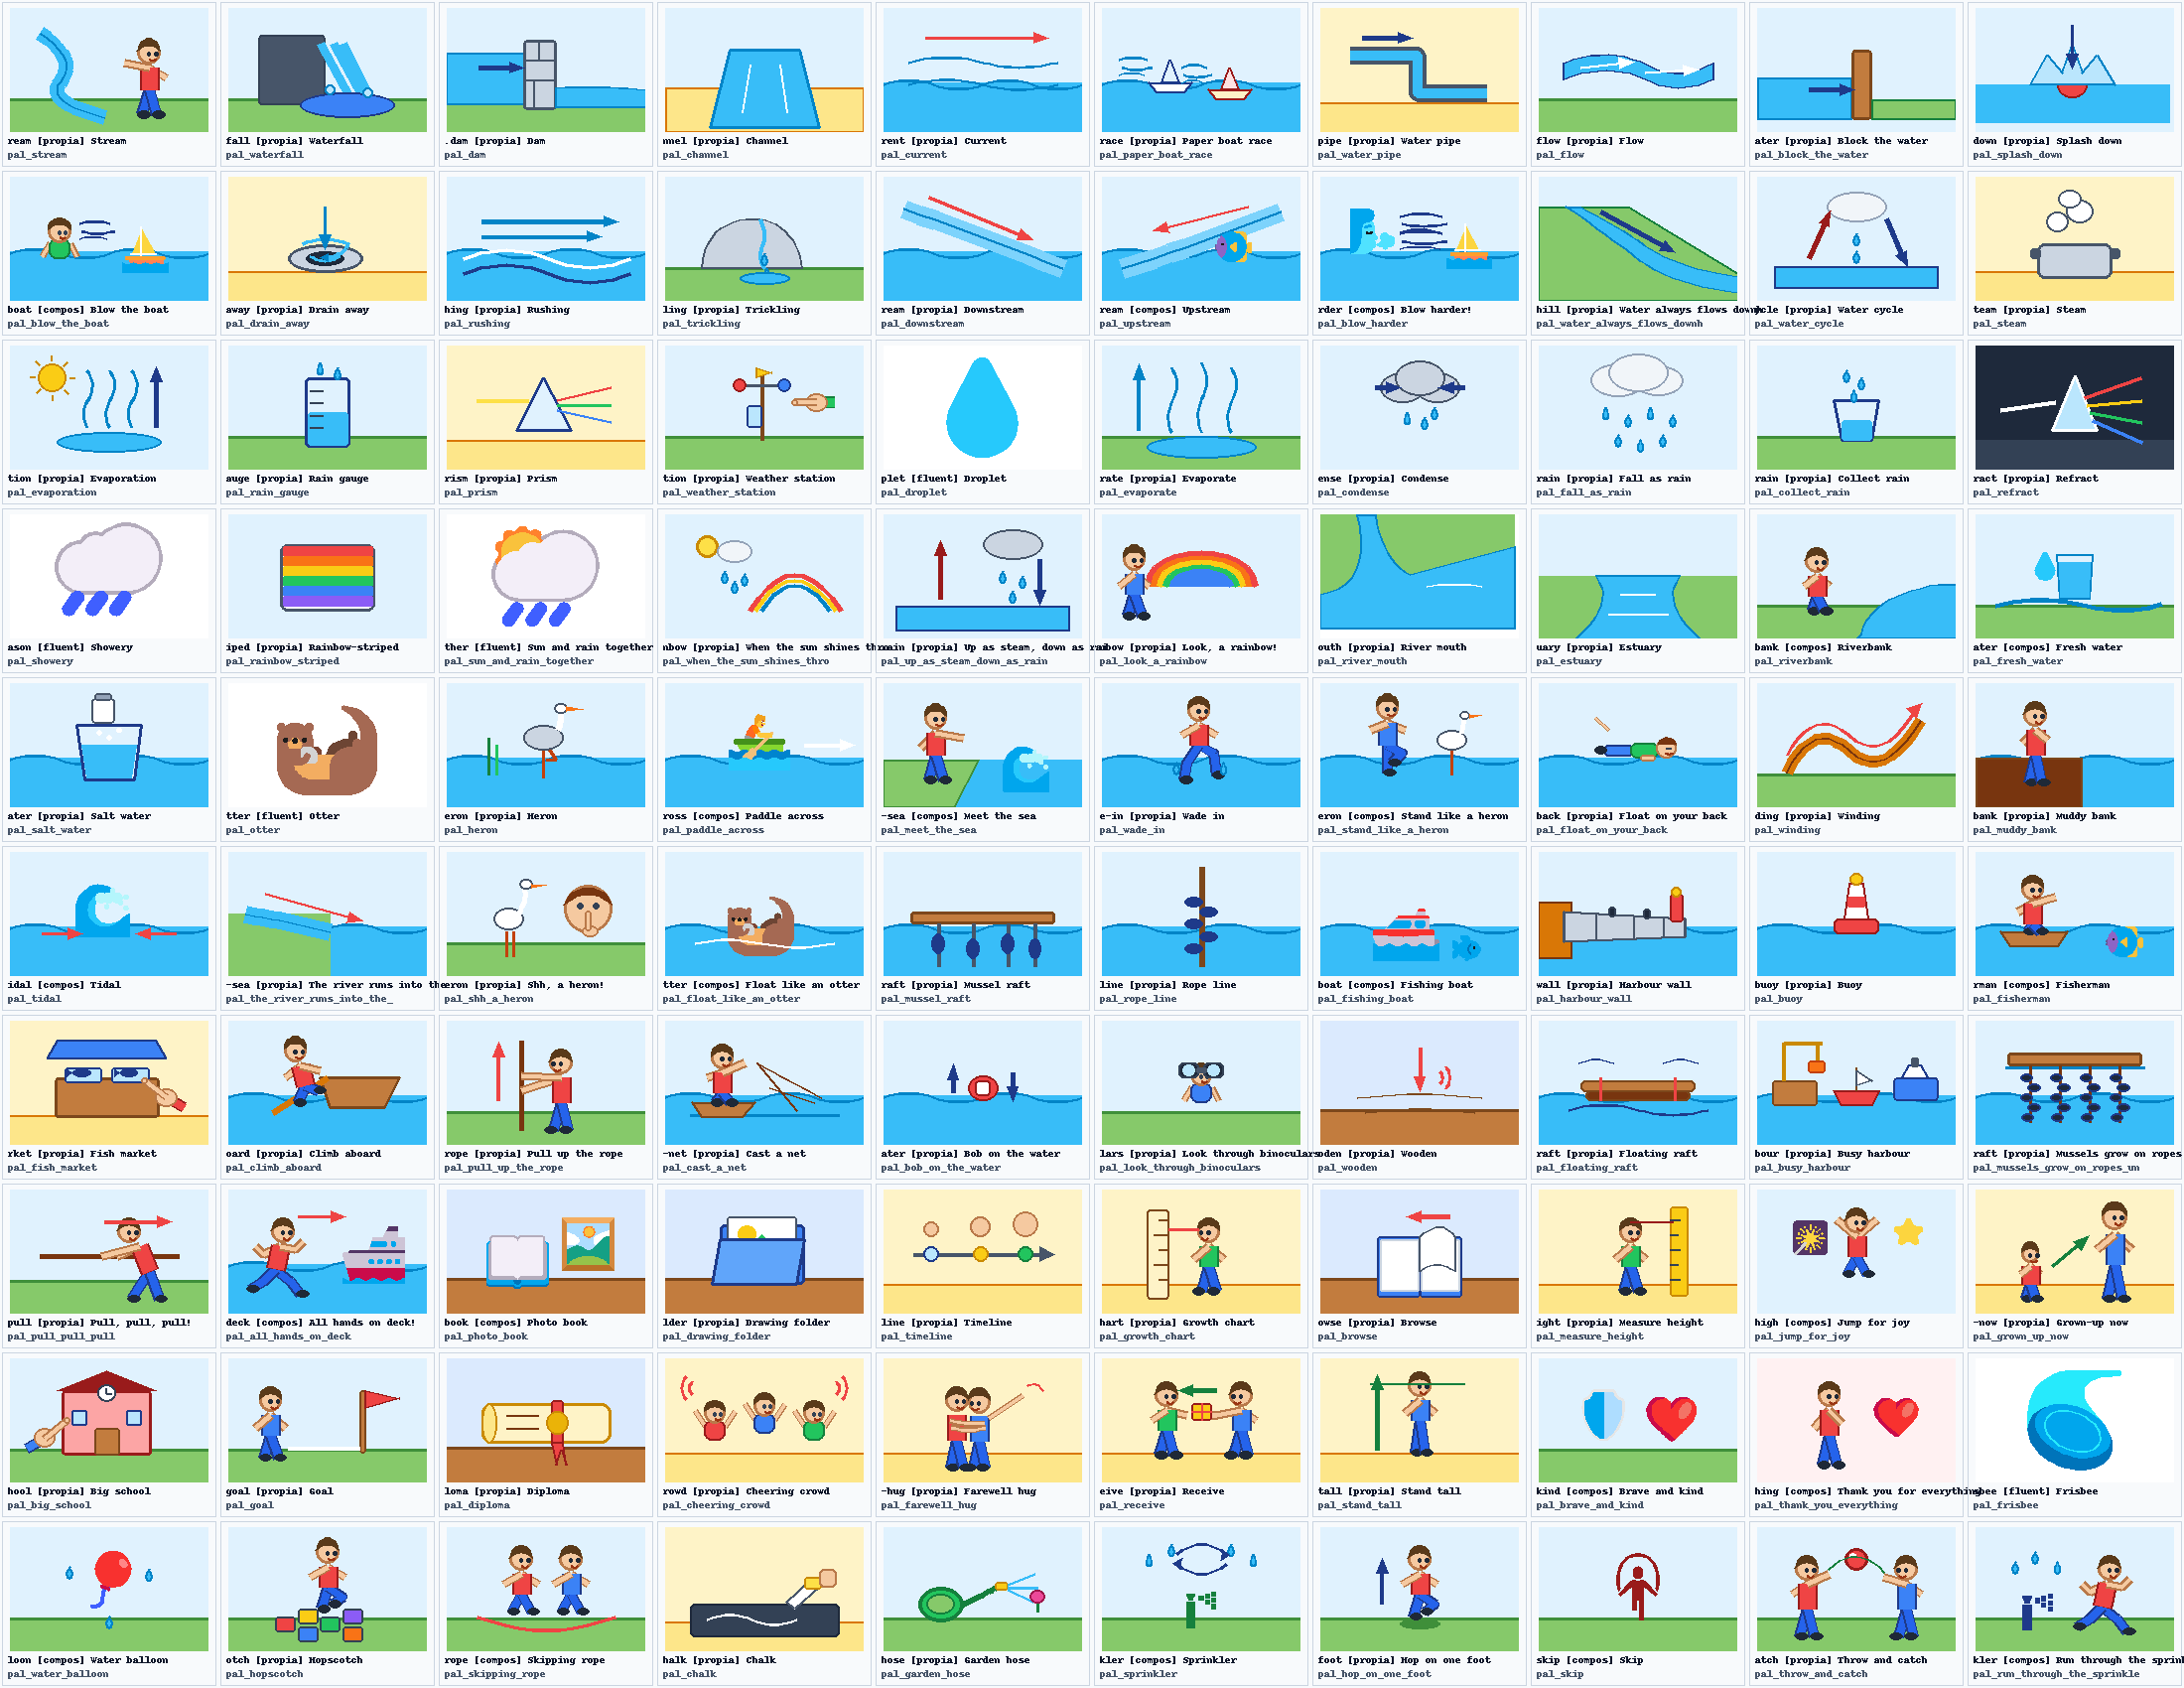 ream [propia] Stream
pal_stream
fall [propia] Waterfall
pal_waterfall
.dam [propia] Dam
pal_dam
nnel [propia] Channel
pal_channel
rent [propia] Current
pal_current
race [propia] Paper boat race
pal_paper_boat_race
pipe [propia] Water pipe
pal_water_pipe
flow [propia] Flow
pal_flow
ater [propia] Block the water
pal_block_the_water
down [propia] Splash down
pal_splash_down
boat [compos] Blow the boat
pal_blow_the_boat
away [propia] Drain away
pal_drain_away
hing [propia] Rushing
pal_rushing
ling [propia] Trickling
pal_trickling
ream [propia] Downstream
pal_downstream
ream [compos] Upstream
pal_upstream
rder [compos] Blow harder!
pal_blow_harder
hill [propia] Water always flows down
pal_water_always_flows_downh
cle [propia] Water cycle
pal_water_cycle
team [propia] Steam
pal_steam
tion [propia] Evaporation
pal_evaporation
auge [propia] Rain gauge
pal_rain_gauge
rism [propia] Prism
pal_prism
tion [propia] Weather station
pal_weather_station
plet [fluent] Droplet
pal_droplet
rate [propia] Evaporate
pal_evaporate
ense [propia] Condense
pal_condense
rain [propia] Fall as rain
pal_fall_as_rain
rain [propia] Collect rain
pal_collect_rain
ract [propia] Refract
pal_refract
ason [fluent] Showery
pal_showery
iped [propia] Rainbow-striped
pal_rainbow_striped
ther [fluent] Sun and rain together
pal_sun_and_rain_together
nbow [propia] When the sun shines thr
pal_when_the_sun_shines_thro
ain [propia] Up as steam, down as ra
pal_up_as_steam_down_as_rain
nbow [propia] Look, a rainbow!
pal_look_a_rainbow
outh [propia] River mouth
pal_river_mouth
uary [propia] Estuary
pal_estuary
bank [compos] Riverbank
pal_riverbank
ater [compos] Fresh water
pal_fresh_water
ater [propia] Salt water
pal_salt_water
tter [fluent] Otter
pal_otter
eron [propia] Heron
pal_heron
ross [compos] Paddle across
pal_paddle_across
-sea [compos] Meet the sea
pal_meet_the_sea
e-in [propia] Wade in
pal_wade_in
eron [compos] Stand like a heron
pal_stand_like_a_heron
back [propia] Float on your back
pal_float_on_your_back
ding [propia] Winding
pal_winding
bank [propia] Muddy bank
pal_muddy_bank
idal [compos] Tidal
pal_tidal
-sea [propia] The river runs into the
pal_the_river_runs_into_the_
eron [propia] Shh, a heron!
pal_shh_a_heron
tter [compos] Float like an otter
pal_float_like_an_otter
raft [propia] Mussel raft
pal_mussel_raft
line [propia] Rope line
pal_rope_line
boat [compos] Fishing boat
pal_fishing_boat
wall [propia] Harbour wall
pal_harbour_wall
buoy [propia] Buoy
pal_buoy
rman [compos] Fisherman
pal_fisherman
rket [propia] Fish market
pal_fish_market
oard [propia] Climb aboard
pal_climb_aboard
rope [propia] Pull up the rope
pal_pull_up_the_rope
-net [propia] Cast a net
pal_cast_a_net
ater [propia] Bob on the water
pal_bob_on_the_water
lars [propia] Look through binoculars
pal_look_through_binoculars
oden [propia] Wooden
pal_wooden
raft [propia] Floating raft
pal_floating_raft
bour [propia] Busy harbour
pal_busy_harbour
raft [propia] Mussels grow on ropes
pal_mussels_grow_on_ropes_un
pull [propia] Pull, pull, pull!
pal_pull_pull_pull
deck [compos] All hands on deck!
pal_all_hands_on_deck
book [compos] Photo book
pal_photo_book
lder [propia] Drawing folder
pal_drawing_folder
line [propia] Timeline
pal_timeline
hart [propia] Growth chart
pal_growth_chart
owse [propia] Browse
pal_browse
ight [propia] Measure height
pal_measure_height
high [compos] Jump for joy
pal_jump_for_joy
-now [propia] Grown-up now
pal_grown_up_now
hool [propia] Big school
pal_big_school
goal [propia] Goal
pal_goal
loma [propia] Diploma
pal_diploma
rowd [propia] Cheering crowd
pal_cheering_crowd
-hug [propia] Farewell hug
pal_farewell_hug
eive [propia] Receive
pal_receive
tall [propia] Stand tall
pal_stand_tall
kind [compos] Brave and kind
pal_brave_and_kind
hing [compos] Thank you for everything
pal_thank_you_everything
sbee [fluent] Frisbee
pal_frisbee
loon [compos] Water balloon
pal_water_balloon
otch [propia] Hopscotch
pal_hopscotch
rope [compos] Skipping rope
pal_skipping_rope
halk [propia] Chalk
pal_chalk
hose [propia] Garden hose
pal_garden_hose
kler [compos] Sprinkler
pal_sprinkler
foot [propia] Hop on one foot
pal_hop_on_one_foot
skip [compos] Skip
pal_skip
atch [propia] Throw and catch
pal_throw_and_catch
kler [compos] Run through the sprin
pal_run_through_the_sprinkle